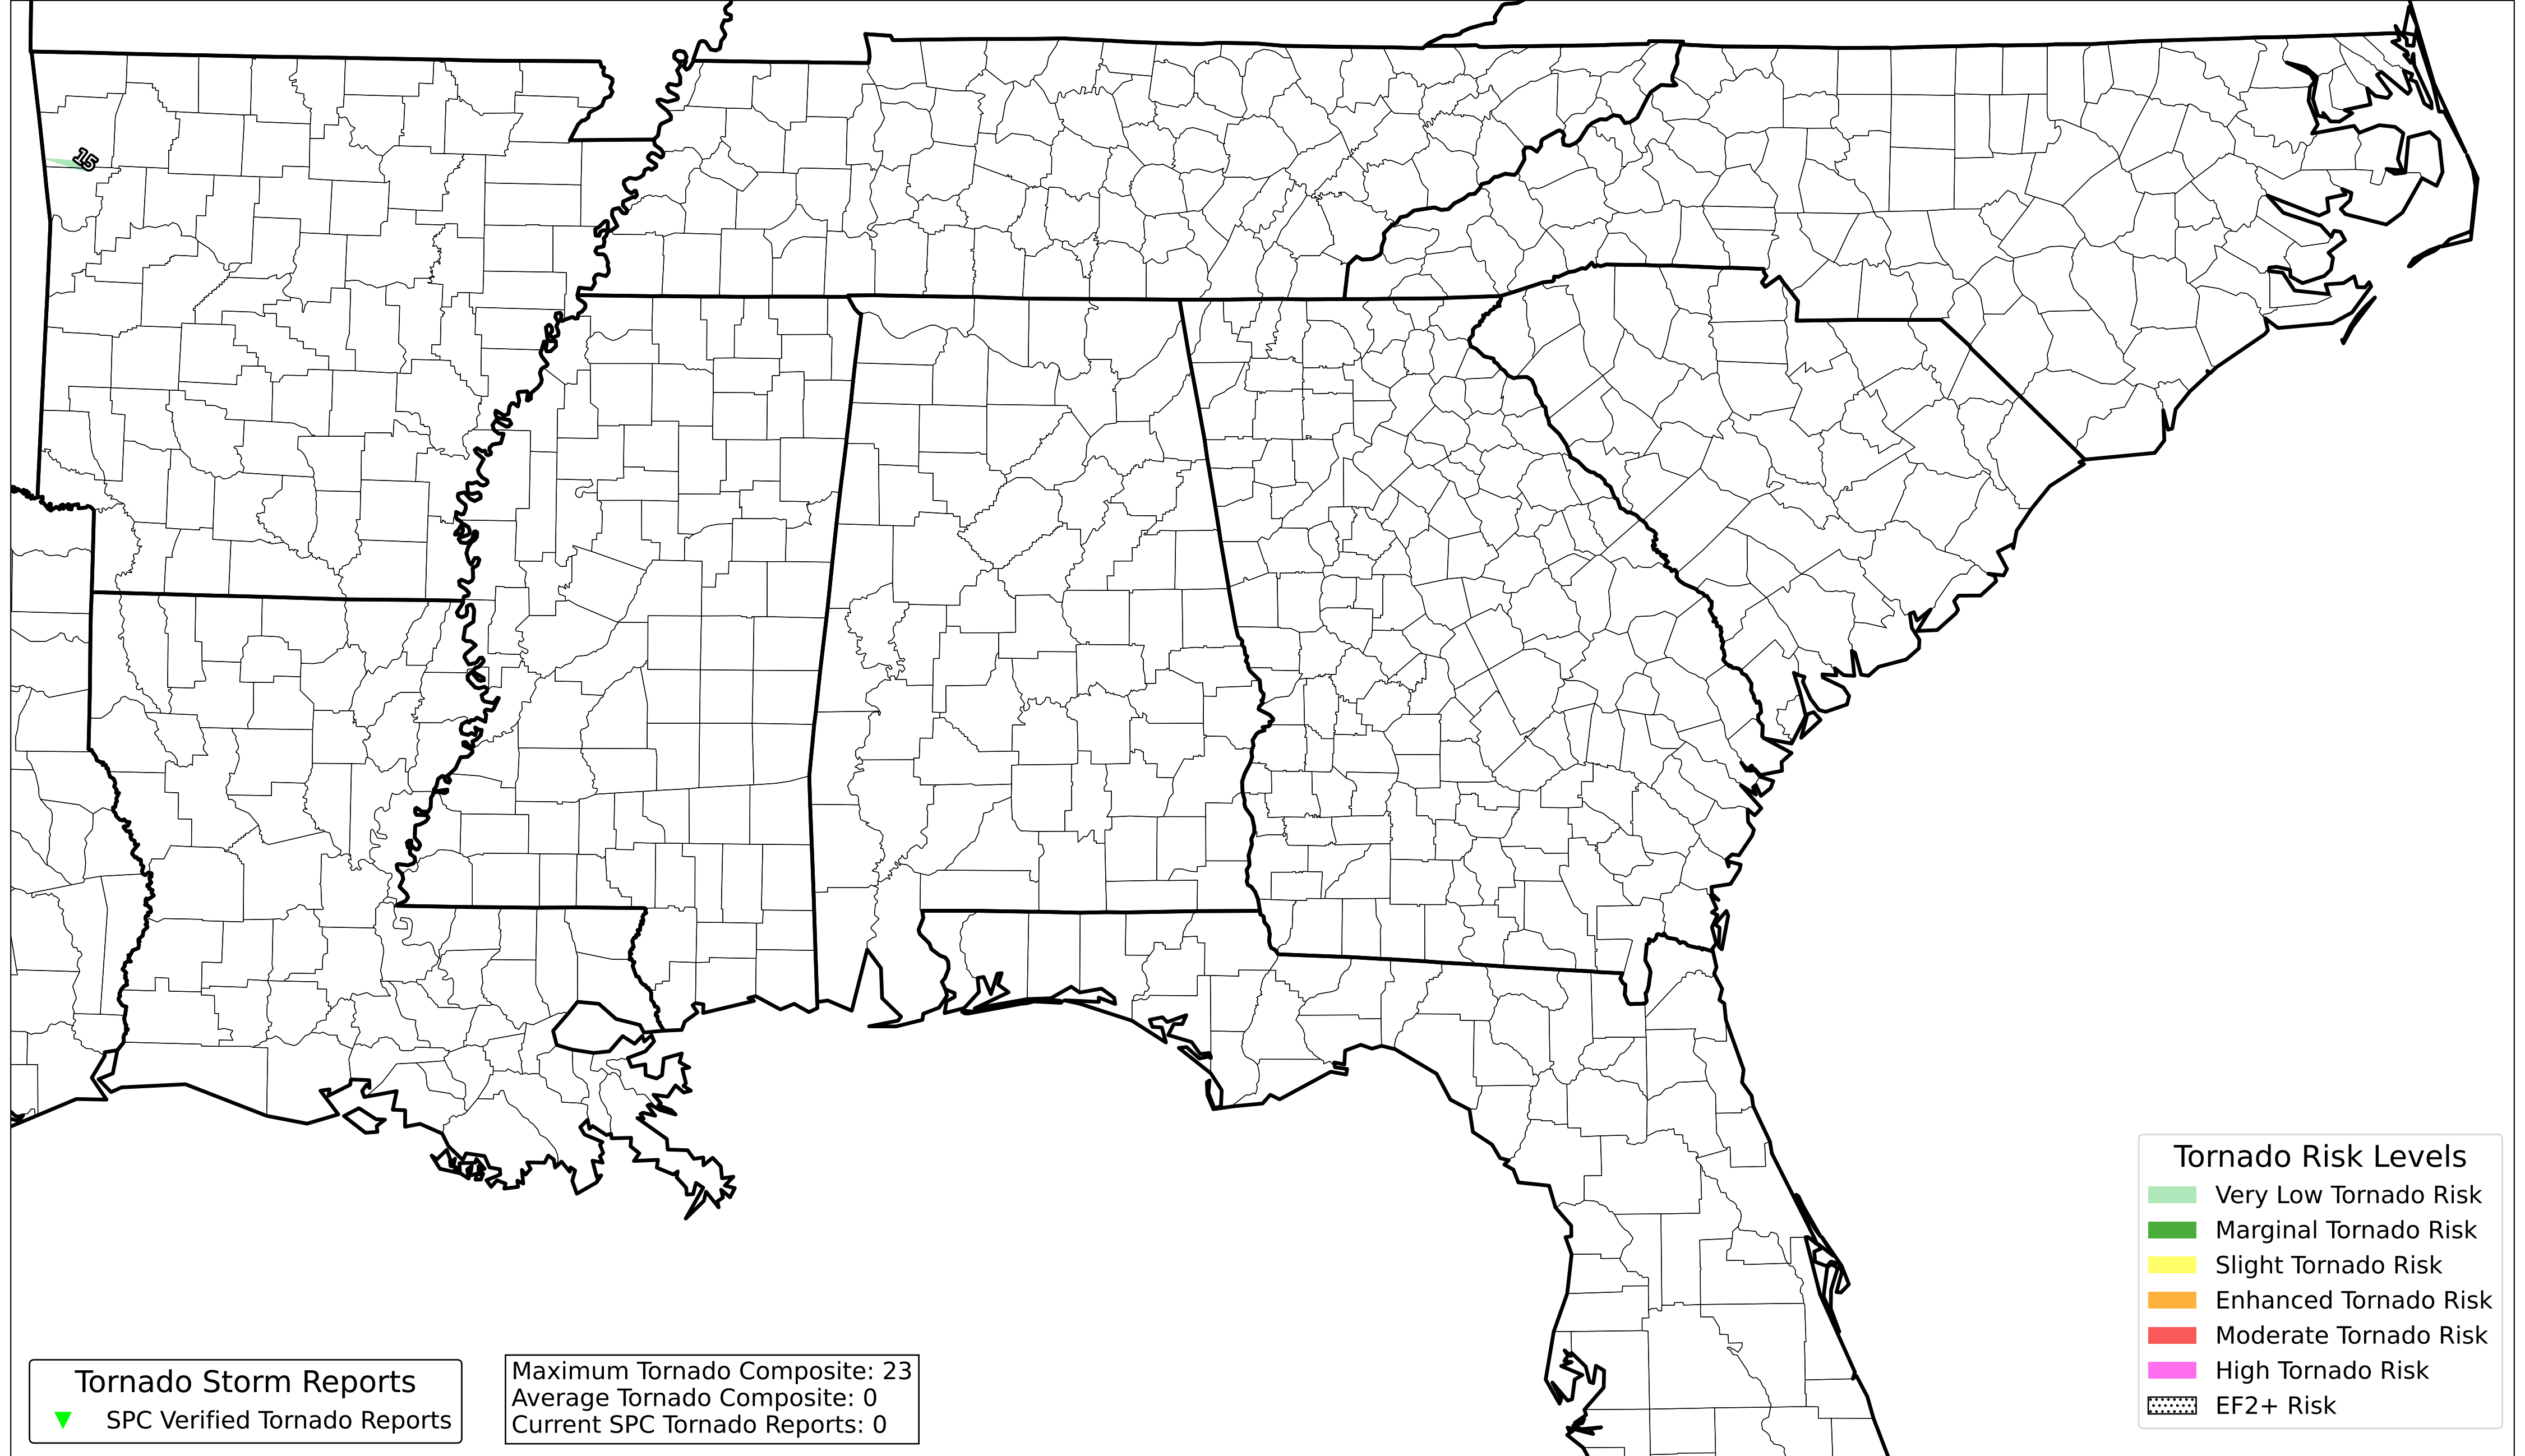 15
Tornado Risk Levels
Very Low Tornado Risk
Marginal Tornado Risk
Slight Tornado Risk
Enhanced Tornado Risk
Moderate Tornado Risk
High Tornado Risk
EF2+ Risk
Tornado Storm Reports
SPC Verified Tornado Reports
Maximum Tornado Composite: 23
Average Tornado Composite: 0
Current SPC Tornado Reports: 0